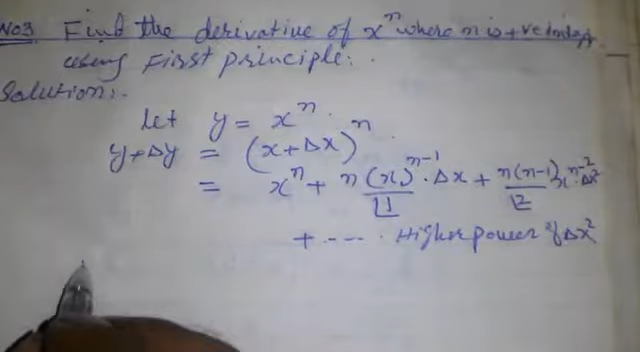 NO3 Find the derivative of x^n where n is +ve integer
using First principle:.
Solution:.
Let y = x^n.
y+Δy = (x+Δx)^n
= x^n + n(x)^{n-1}·Δx/⌊1 + n(n-1)x^{n-2}·Δx^2/⌊2
+ ---- . Higher power of Δx^2